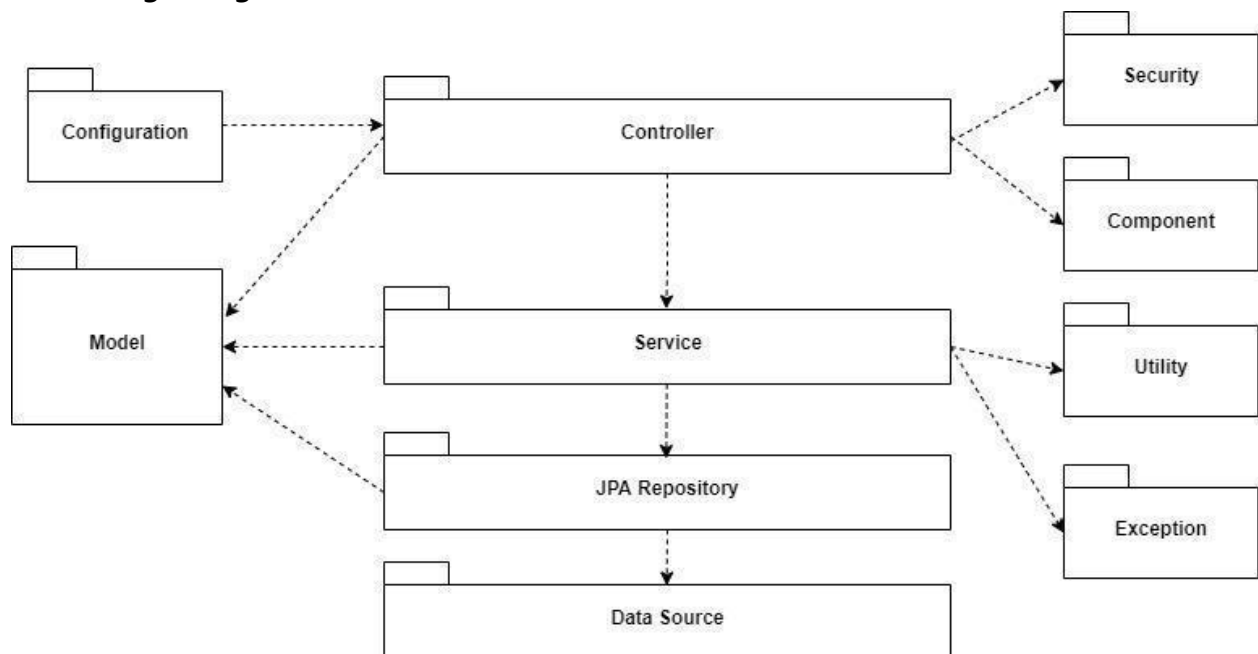 Security
Configuration
Controller
Component
Model
Service
Utility
JPA Repository
Exception
Data Source